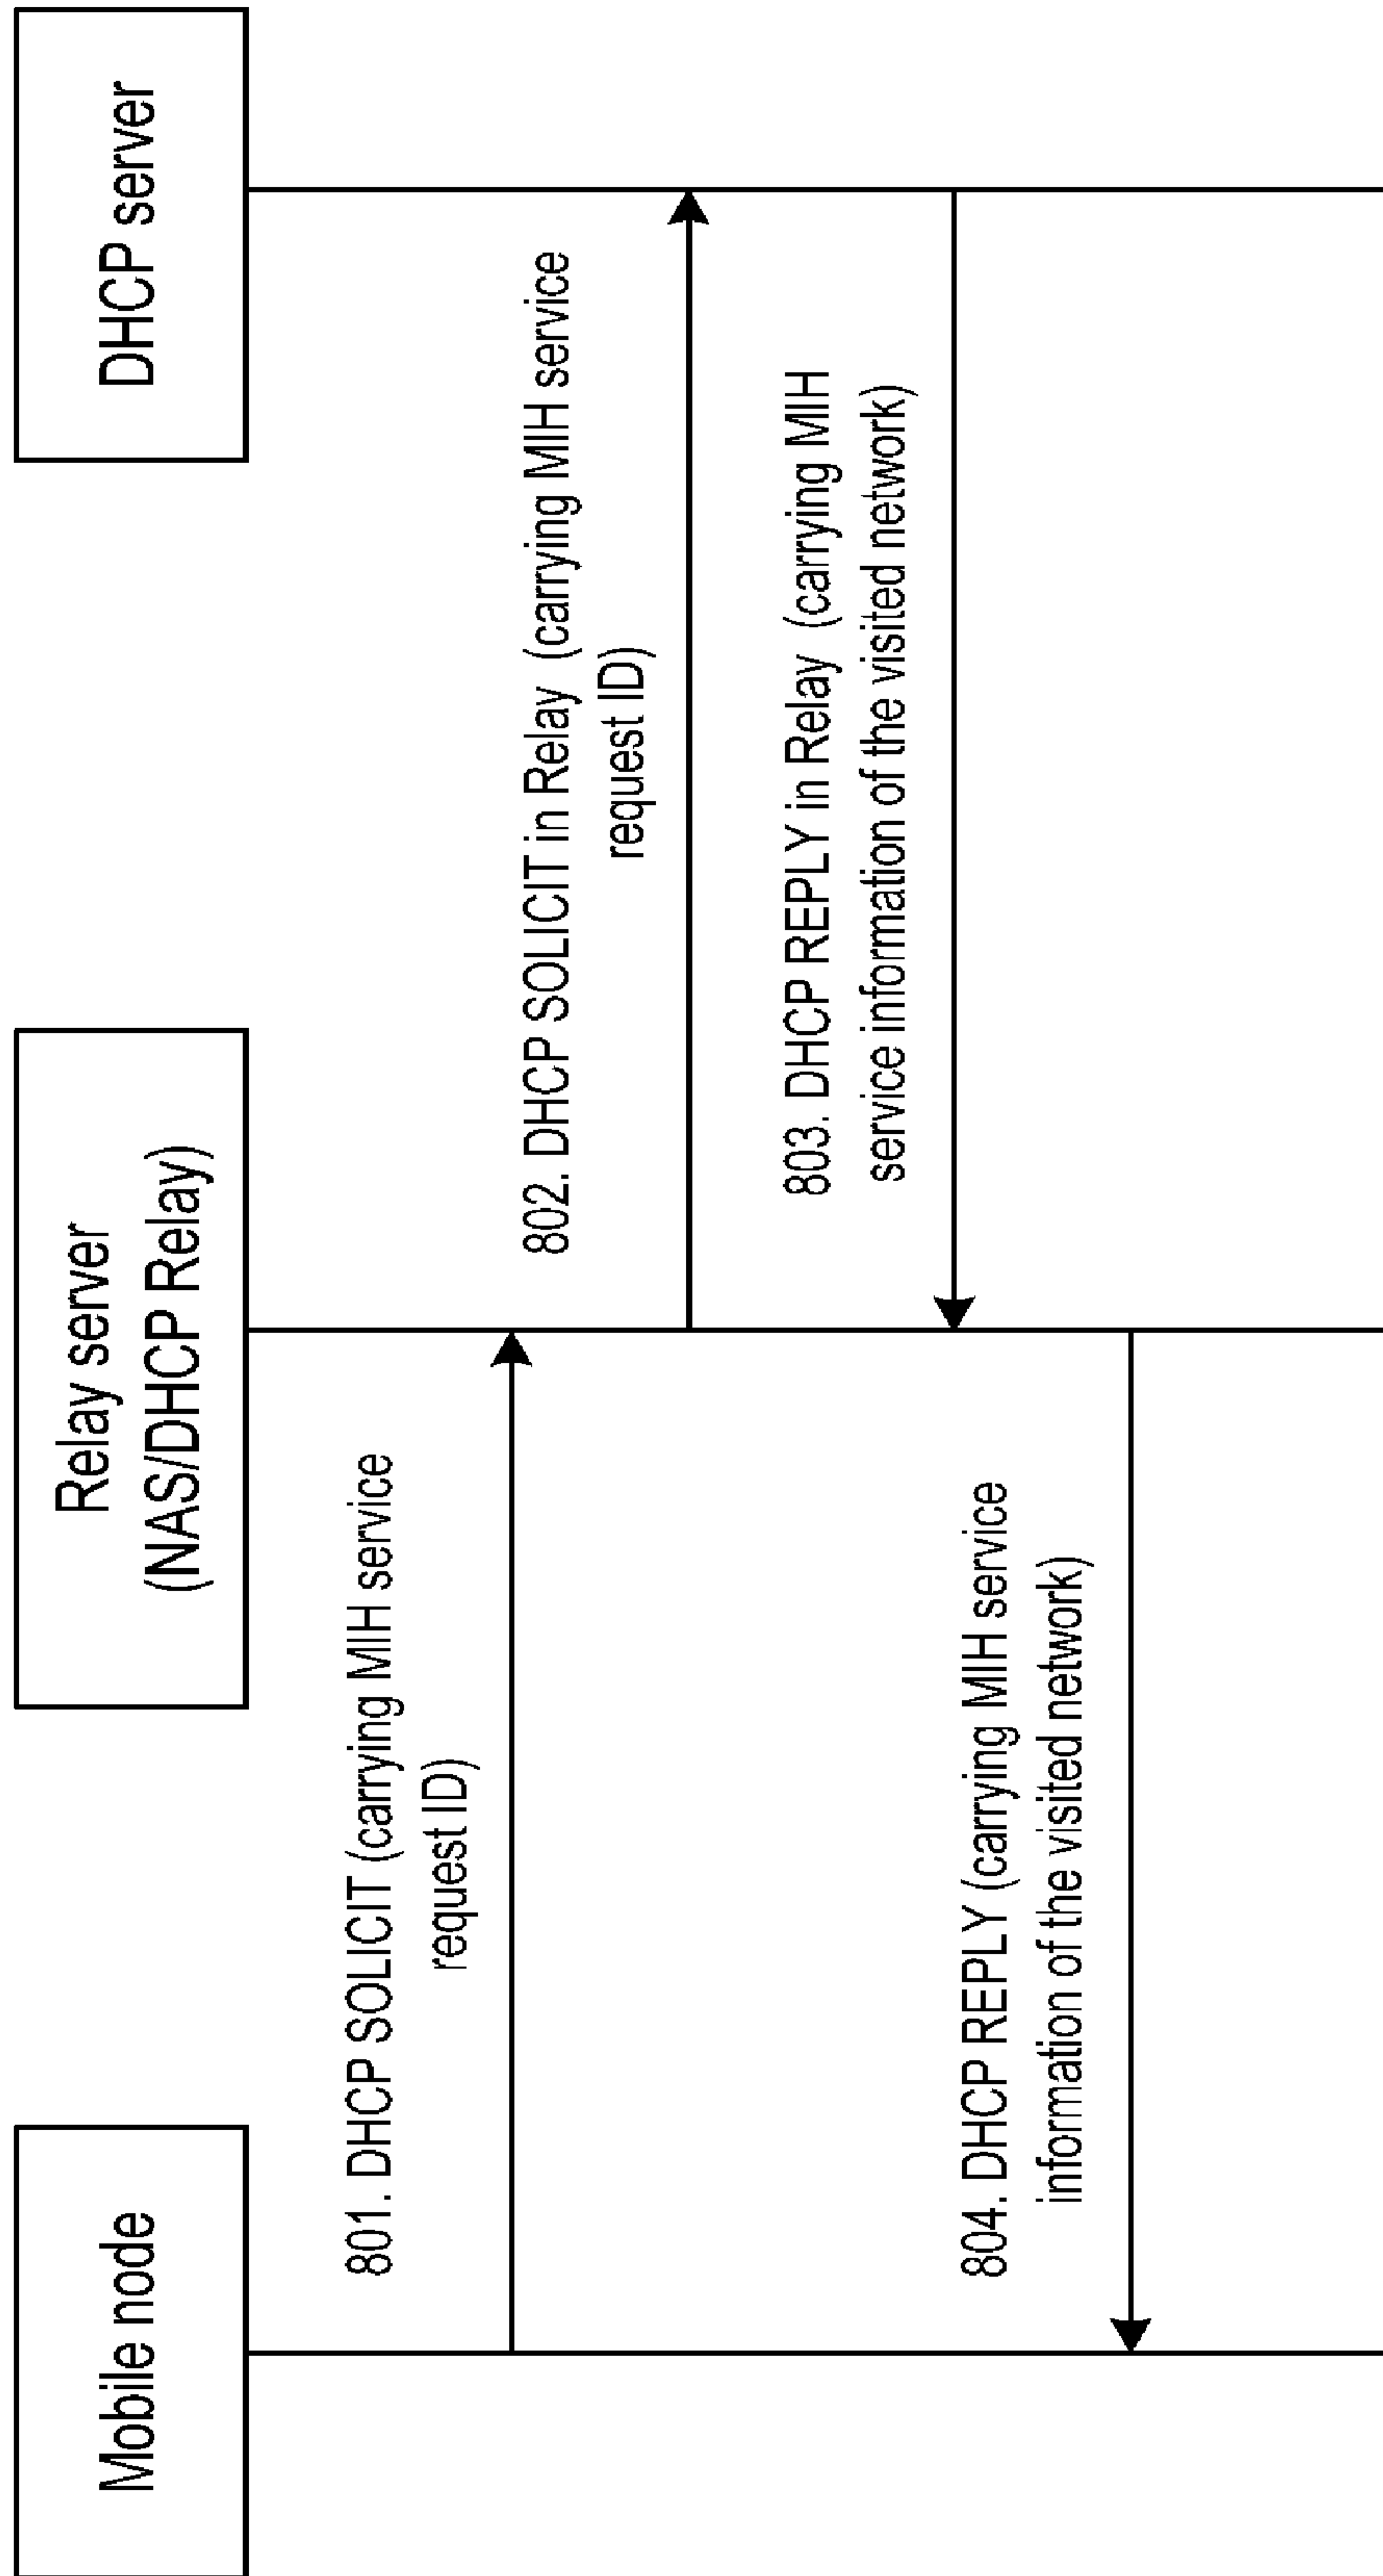 Mobile node
Relay server
(NAS/DHCP Relay)
DHCP server
801. DHCP SOLICIT (carrying MIH service
request ID)
802. DHCP SOLICIT in Relay (carrying MIH service
request ID)
803. DHCP REPLY in Relay (carrying MIH
service information of the visited network)
804. DHCP REPLY (carrying MIH service
information of the visited network)